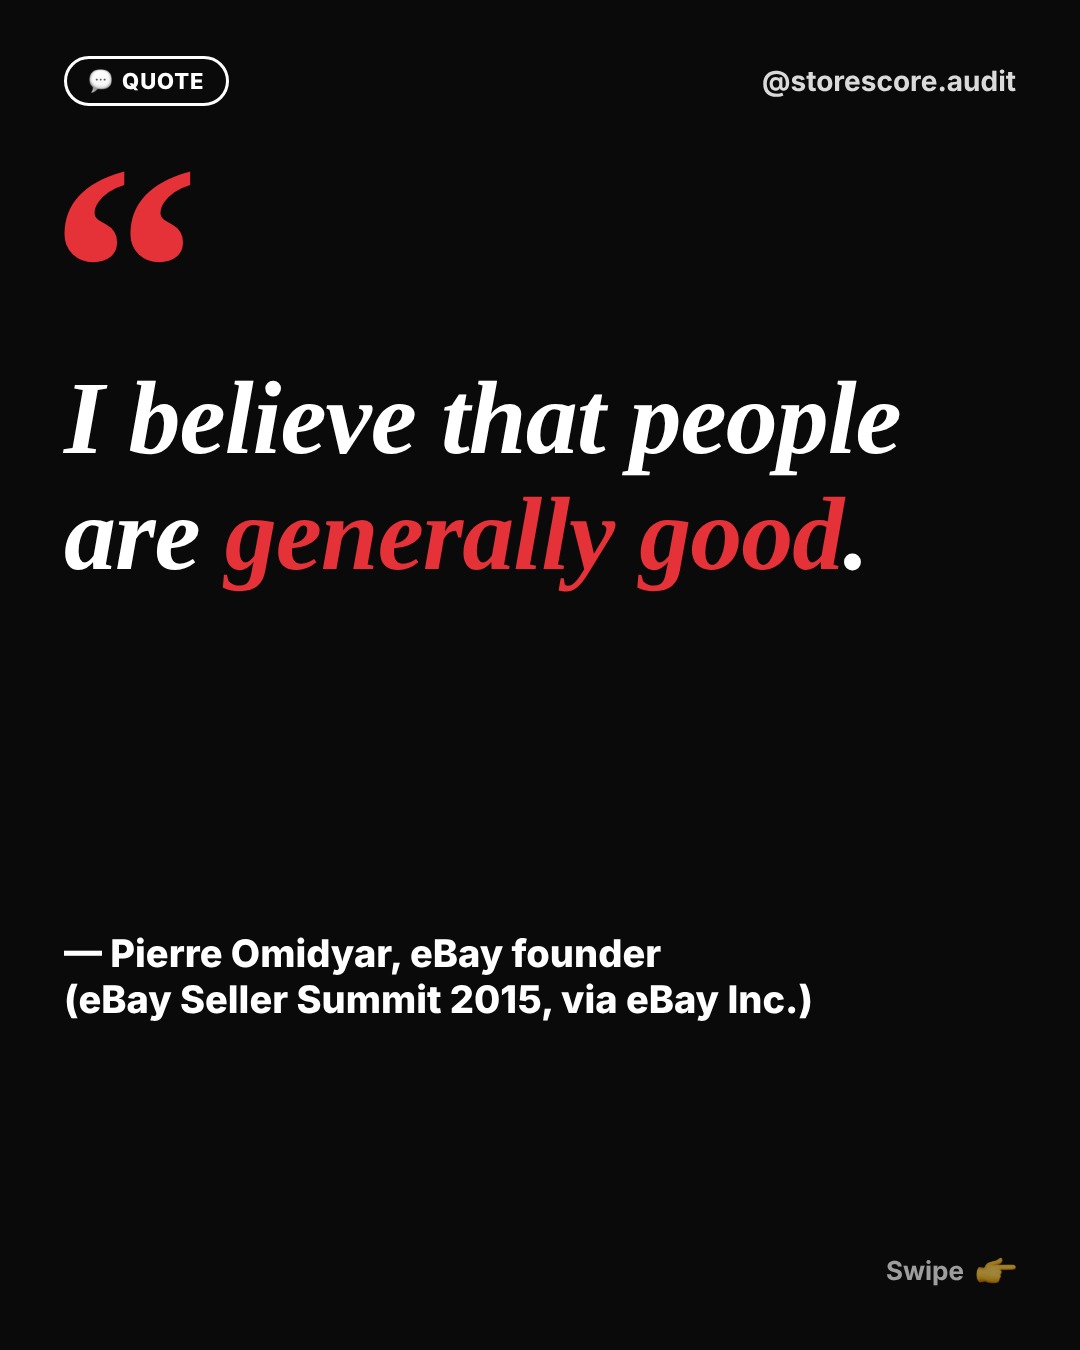 💬 QUOTE
@storescore.audit
“
I believe that people
are generally good.
— Pierre Omidyar, eBay founder
(eBay Seller Summit 2015, via eBay Inc.)
Swipe 👉